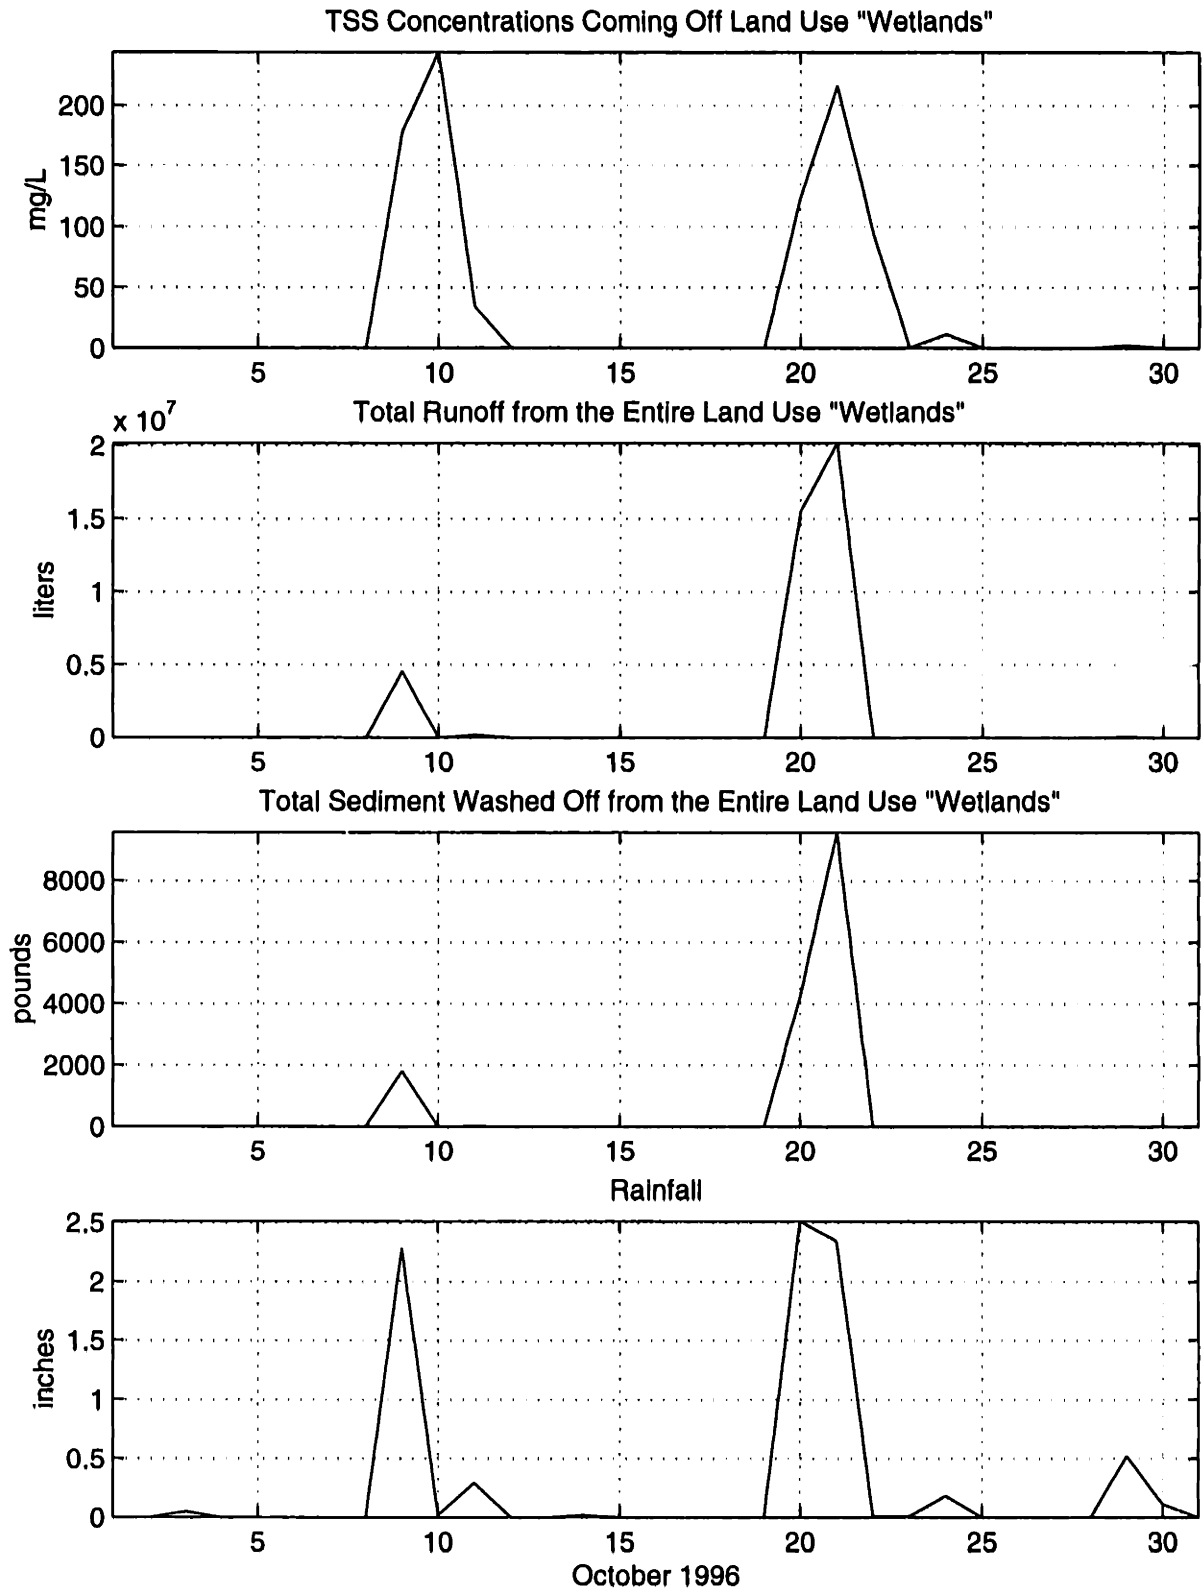 TSS Concentrations Coming Off Land Use "Wetlands"
200
150
100
50
0
mg/L
5 10 15 20 25 30
x 10^7
Total Runoff from the Entire Land Use "Wetlands"
2
1.5
1
0.5
0
liters
5 10 15 20 25 30
Total Sediment Washed Off from the Entire Land Use "Wetlands"
8000
6000
4000
2000
0
pounds
5 10 15 20 25 30
Rainfall
2.5
2
1.5
1
0.5
0
inches
5 10 15 20 25 30
October 1996